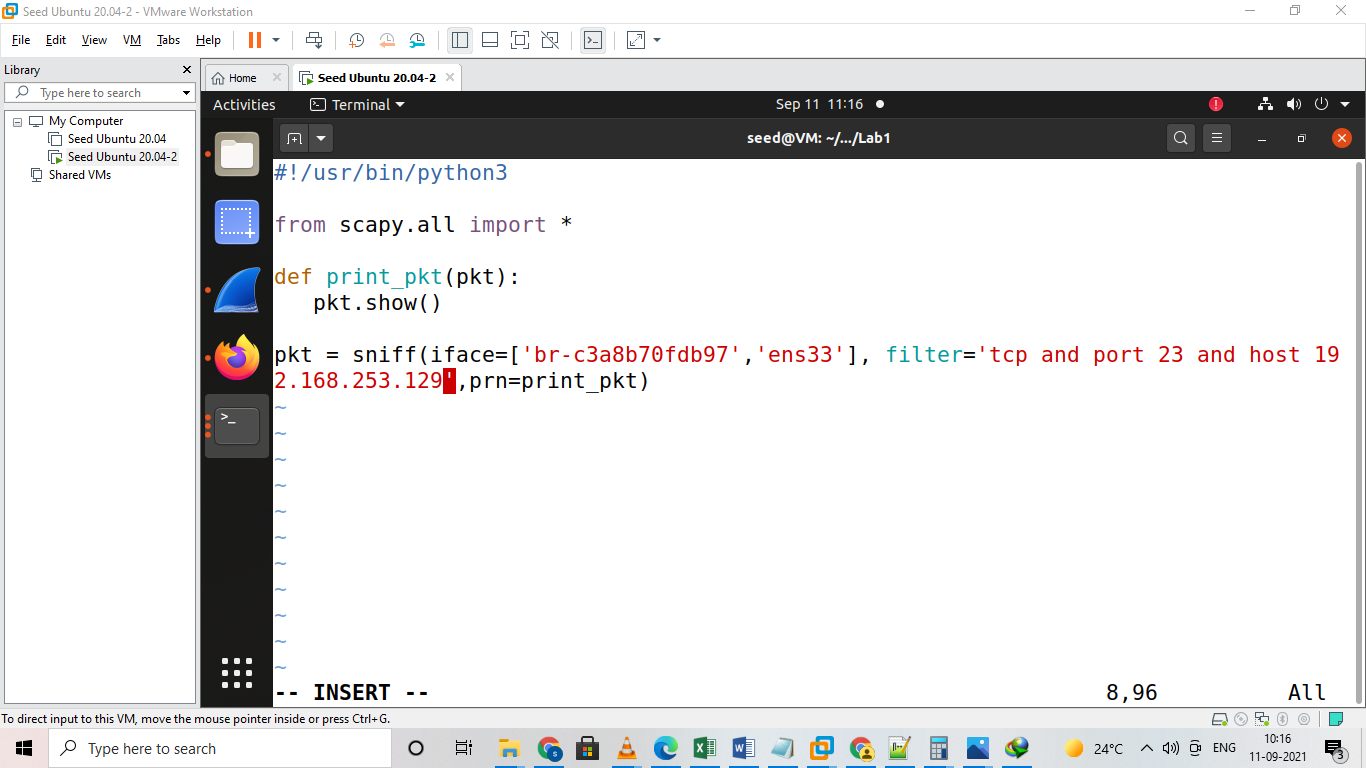 Seed Ubuntu 20.04-2 - VMware Workstation
File Edit View VM Tabs Help
Library
Type here to search
My Computer
Seed Ubuntu 20.04
Seed Ubuntu 20.04-2
Shared VMs
Home
Seed Ubuntu 20.04-2
Activities
Terminal
Sep 11 11:16
seed@VM: ~/.../Lab1
#!/usr/bin/python3
from scapy.all import *
def print_pkt(pkt):
   pkt.show()
pkt = sniff(iface=['br-c3a8b70fdb97','ens33'], filter='tcp and port 23 and host 19
2.168.253.129',prn=print_pkt)
~
~
~
~
~
~
~
~
~
~
~
-- INSERT --
8,96
All
To direct input to this VM, move the mouse pointer inside or press Ctrl+G.
Type here to search
24°C
ENG
10:16
11-09-2021
3